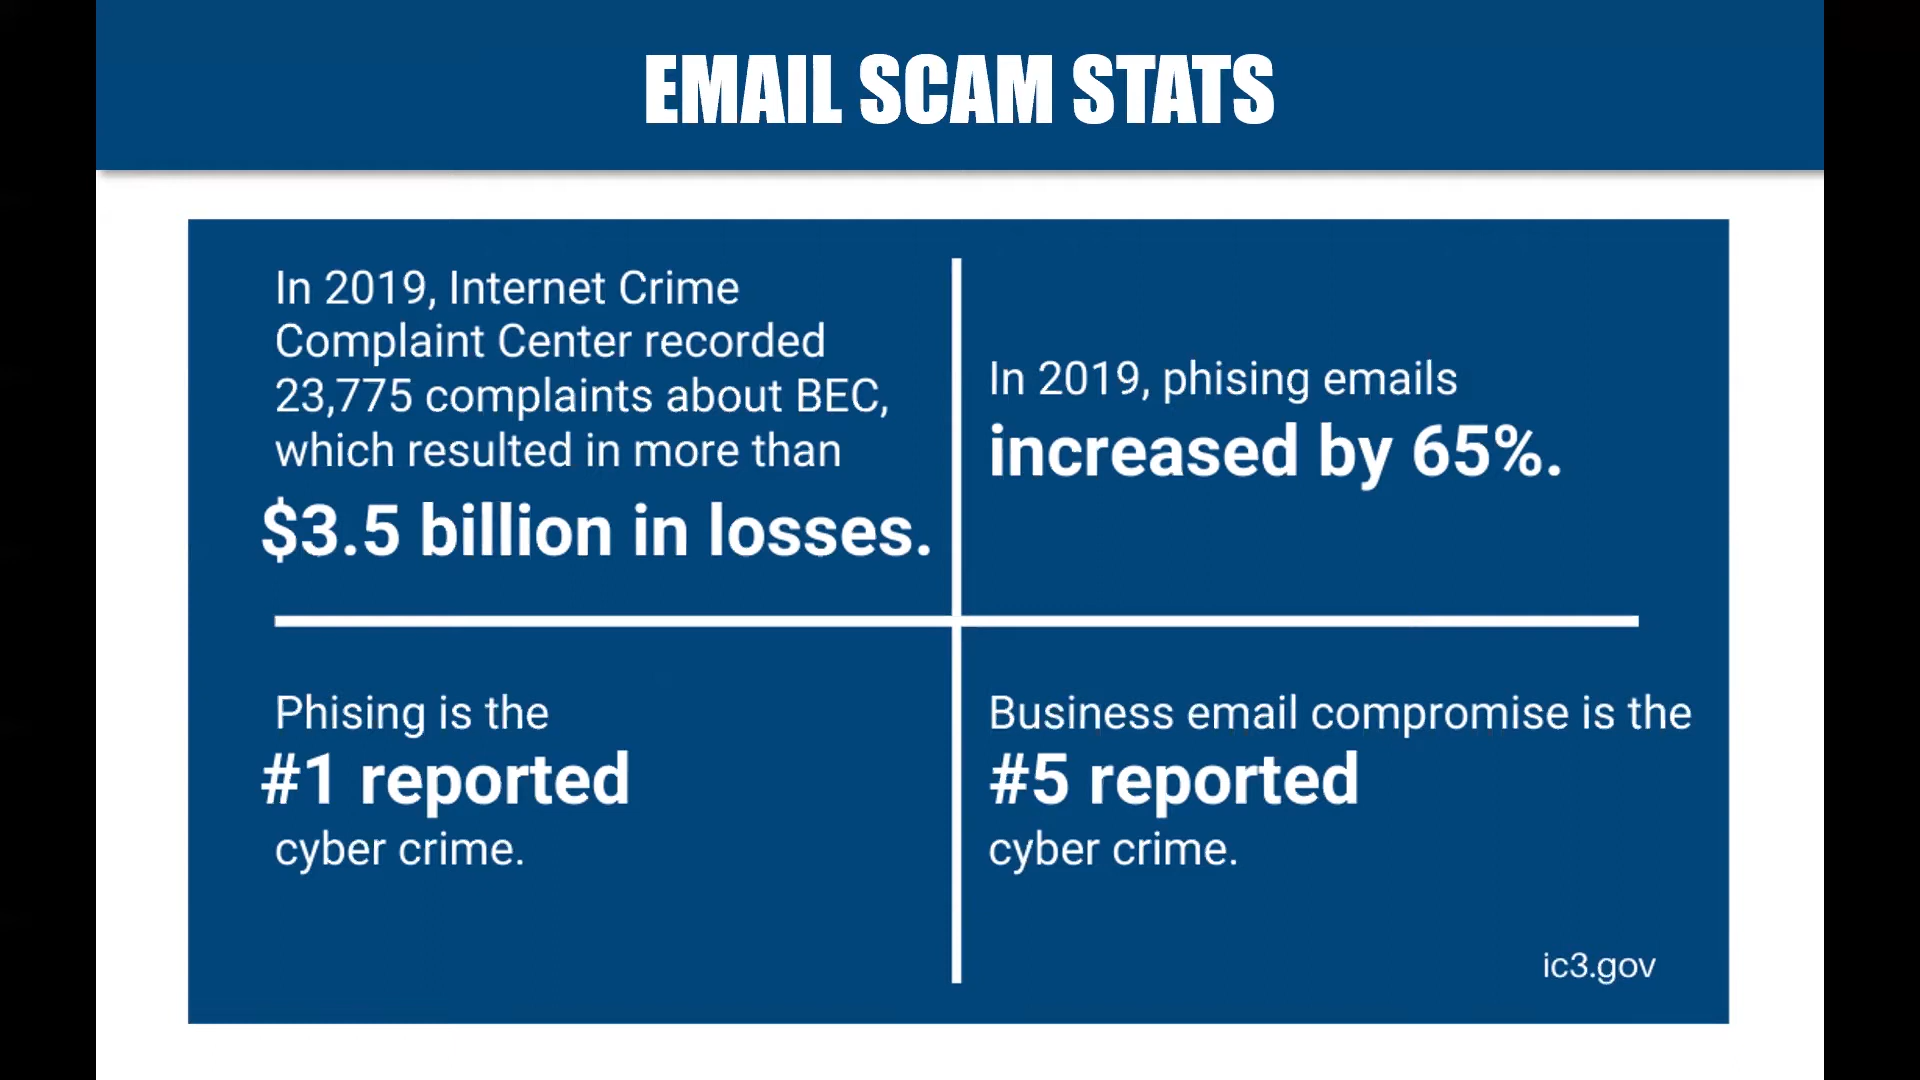 EMAIL SCAM STATS
In 2019, Internet Crime
Complaint Center recorded
23,775 complaints about BEC,
which resulted in more than
$3.5 billion in losses.
In 2019, phising emails
increased by 65%.
Phising is the
#1 reported
cyber crime.
Business email compromise is the
#5 reported
cyber crime.
ic3.gov